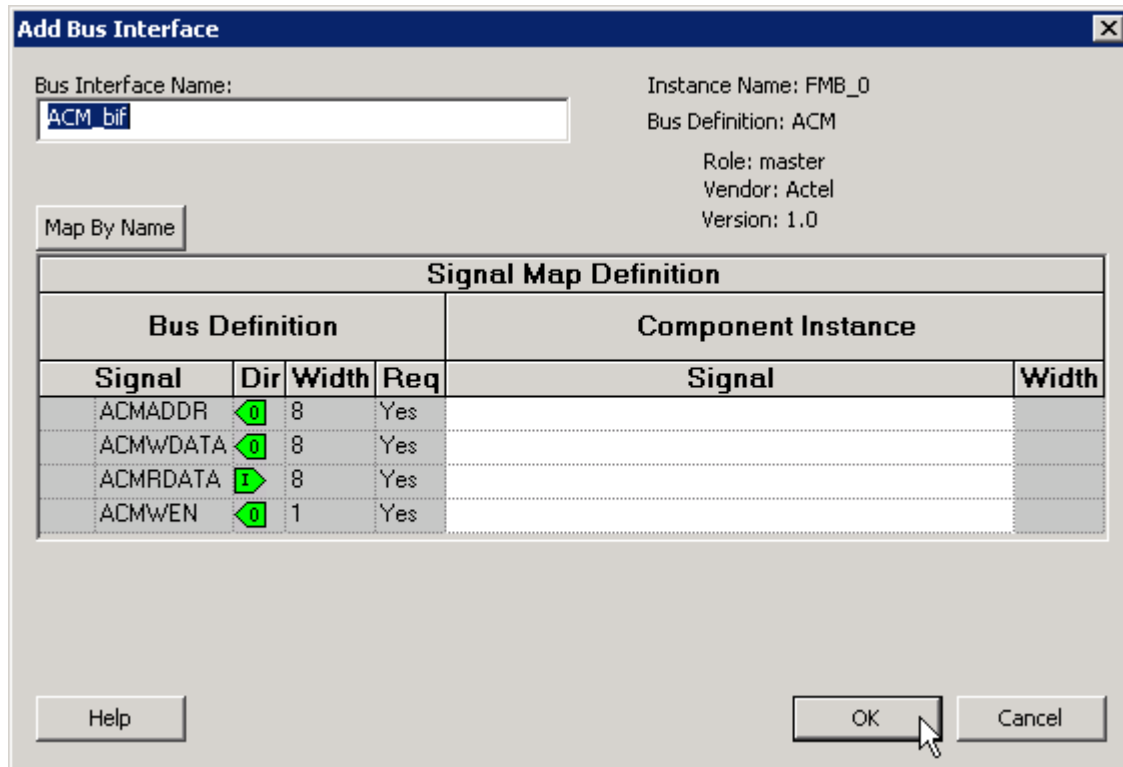 Add Bus Interface
Bus Interface Name:
ACM_bif
Instance Name: FMB_0
Bus Definition: ACM
Role: master
Vendor: Actel
Version: 1.0
Map By Name
Signal Map Definition
Bus Definition Component Instance
Signal Dir Width Req Signal Width
ACMADDR O 8 Yes
ACMWDATA O 8 Yes
ACMRDATA I 8 Yes
ACMWEN O 1 Yes
Help OK Cancel